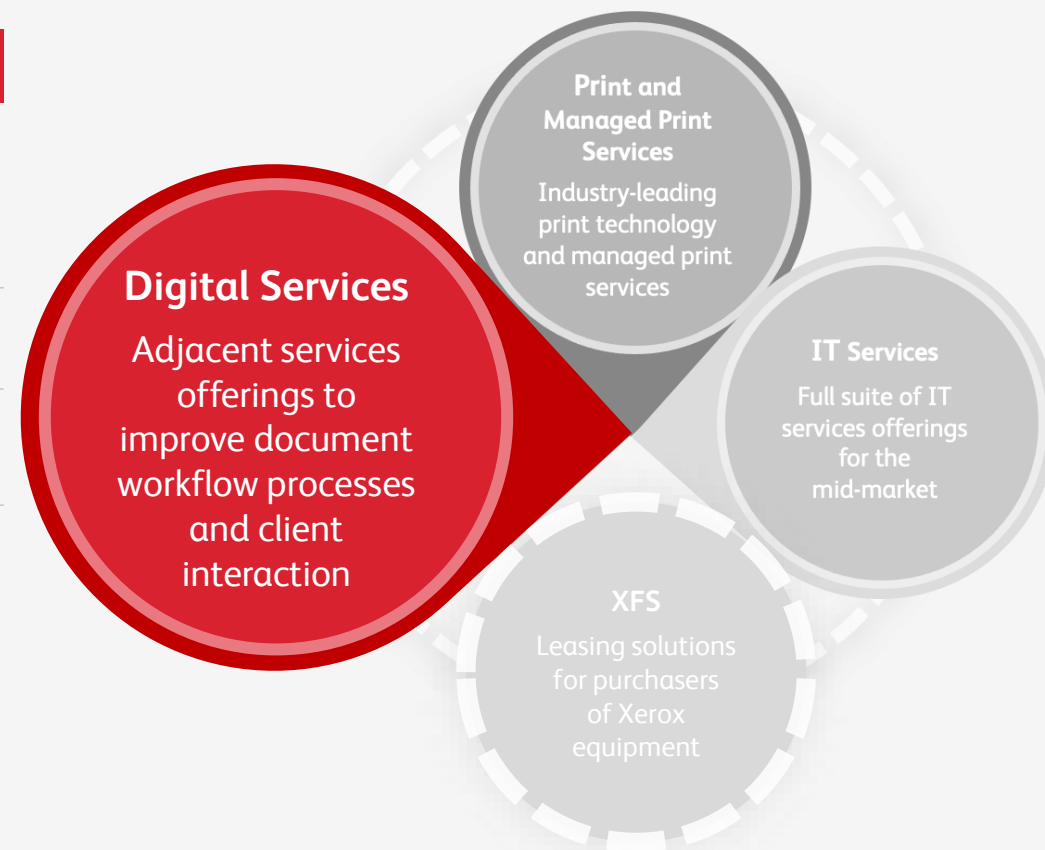 Print and
Managed Print
Services
Industry-leading
print technology
and managed print
services
Digital Services
Adjacent services
offerings to
improve document
workflow processes
and client
interaction
IT Services
Full suite of IT
services offerings
for the
mid-market
XFS
Leasing solutions
for purchasers
of Xerox
equipment